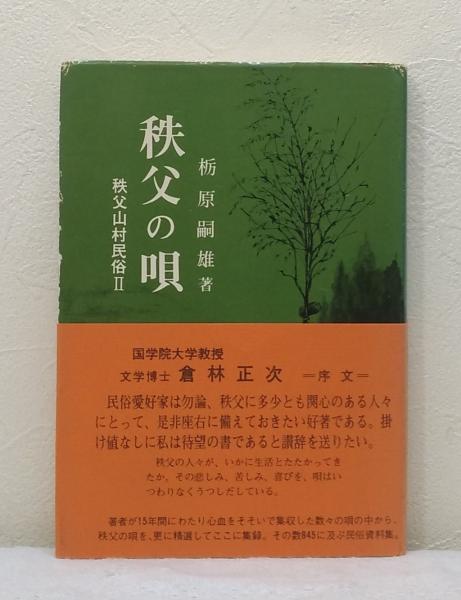 秩父の唄
栃原嗣雄著
秩父山村民俗Ⅱ
国学院大学教授
文学博士 倉林正次 =序文=
民俗愛好家は勿論、秩父に多少とも関心のある人々
にとって、是非座右に備えておきたい好著である。掛
け値なしに私は待望の書であると讃辞を送りたい。
秩父の人々が、いかに生活とたたかってき
たか、その悲しみ、苦しみ、喜びを、唄はい
つわりなくうつしだしている。
著者が15年間にわたり心血をそそいで集収した数々の唄の中から、
秩父の唄を、更に精選してここに集録。その数845に及ぶ民俗資料集。